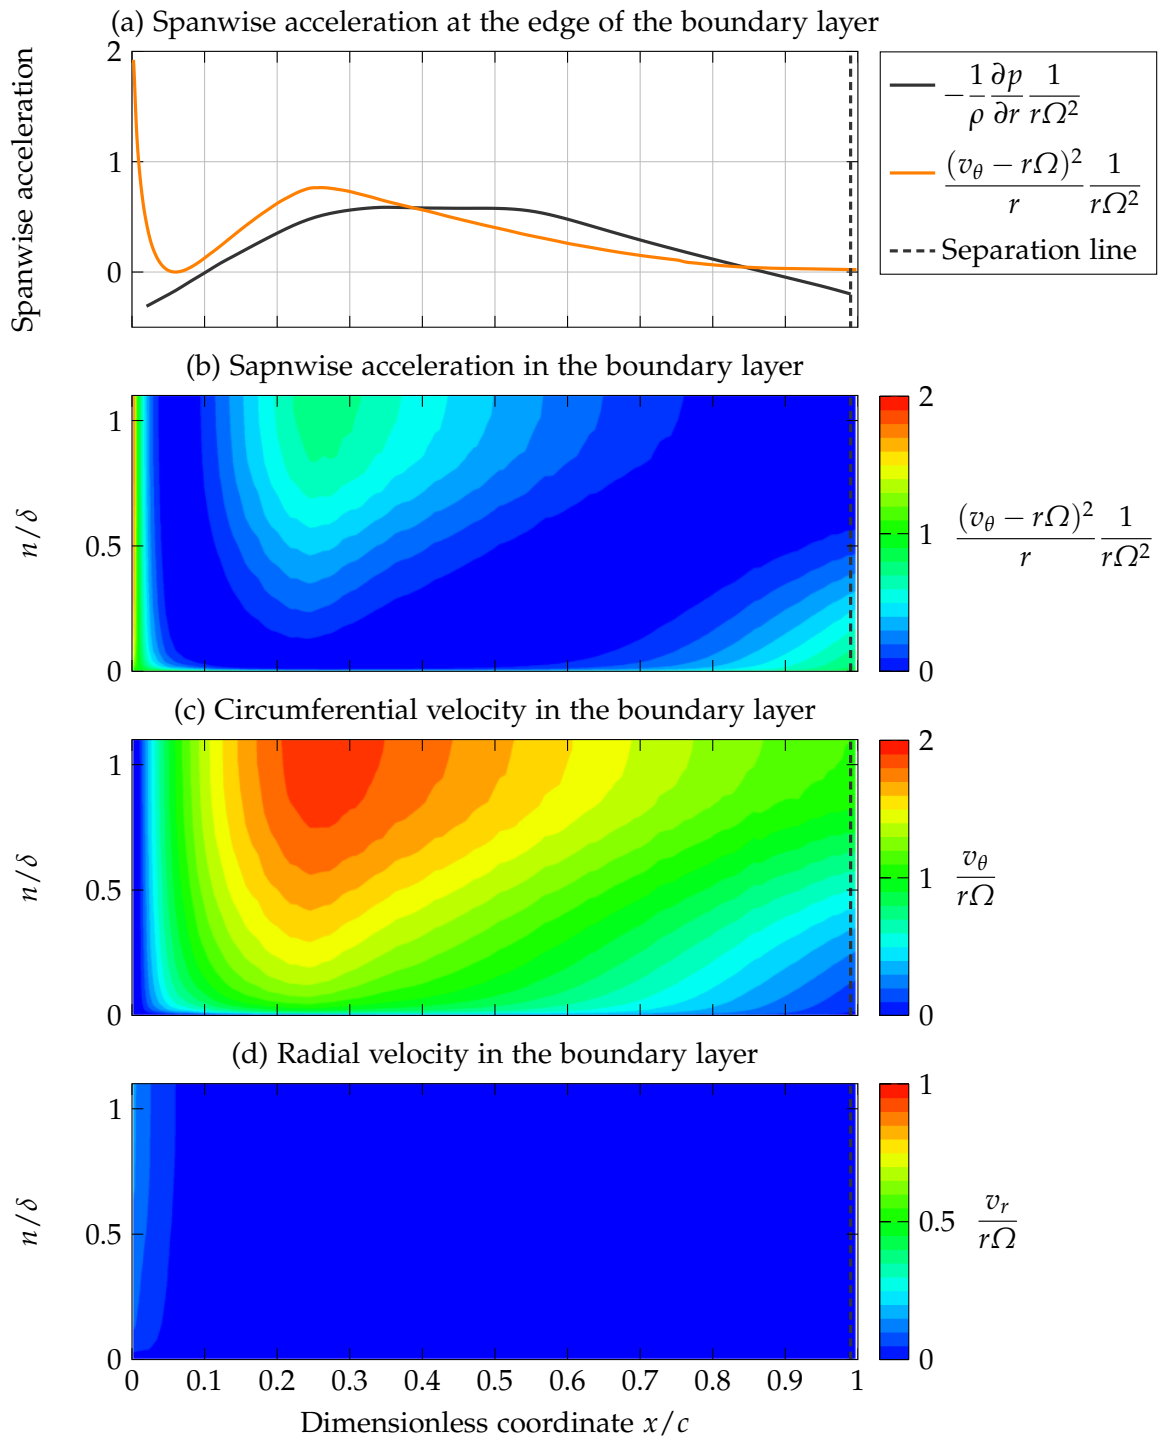 (a) Spanwise acceleration at the edge of the boundary layer
Spanwise acceleration
2
1
0
−(1/ρ)(∂p/∂r)(1/(rΩ²))
((v_θ − rΩ)²/r)(1/(rΩ²))
Separation line
(b) Sapnwise acceleration in the boundary layer
n/δ
1
0.5
0
2
1
0
((v_θ − rΩ)²/r)(1/(rΩ²))
(c) Circumferential velocity in the boundary layer
n/δ
1
0.5
0
2
1
0
v_θ/(rΩ)
(d) Radial velocity in the boundary layer
n/δ
1
0.5
0
1
0.5
0
v_r/(rΩ)
0 0.1 0.2 0.3 0.4 0.5 0.6 0.7 0.8 0.9 1
Dimensionless coordinate x/c